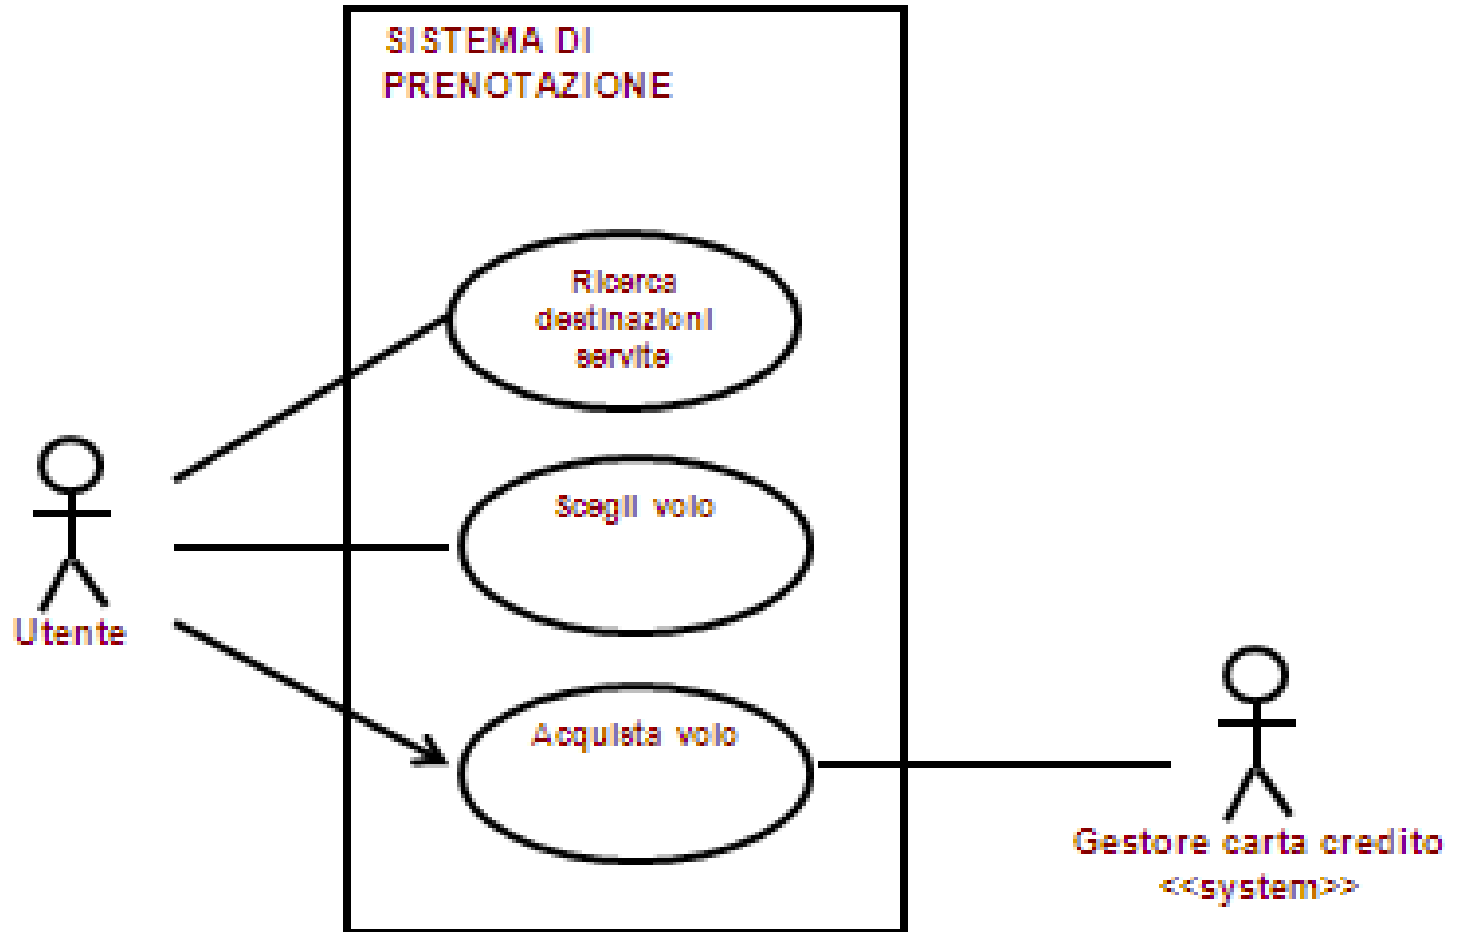 SISTEMA DI
PRENOTAZIONE
Ricerca
destinazioni
servite
Scegli volo
Utente
Acquista volo
Gestore carta credito
<<system>>